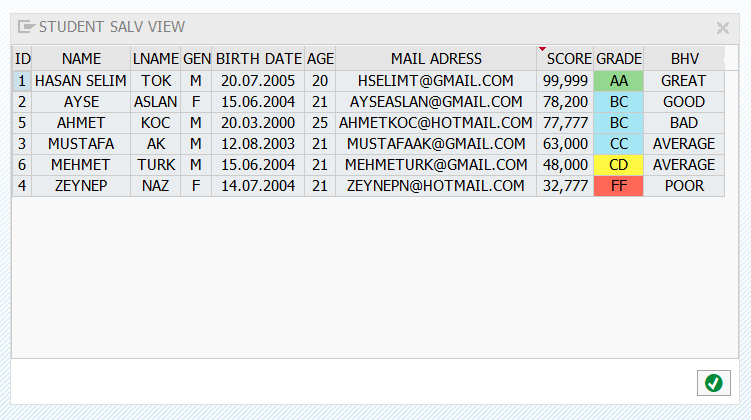 STUDENT SALV VIEW
ID NAME LNAME GEN BIRTH DATE AGE MAIL ADRESS SCORE GRADE BHV
1 HASAN SELIM TOK M 20.07.2005 20 HSELIMT@GMAIL.COM 99,999 AA GREAT
2 AYSE ASLAN F 15.06.2004 21 AYSEASLAN@GMAIL.COM 78,200 BC GOOD
5 AHMET KOC M 20.03.2000 25 AHMETKOC@HOTMAIL.COM 77,777 BC BAD
3 MUSTAFA AK M 12.08.2003 21 MUSTAFAAK@GMAIL.COM 63,000 CC AVERAGE
6 MEHMET TURK M 15.06.2004 21 MEHMETURK@GMAIL.COM 48,000 CD AVERAGE
4 ZEYNEP NAZ F 14.07.2004 21 ZEYNEPN@HOTMAIL.COM 32,777 FF POOR